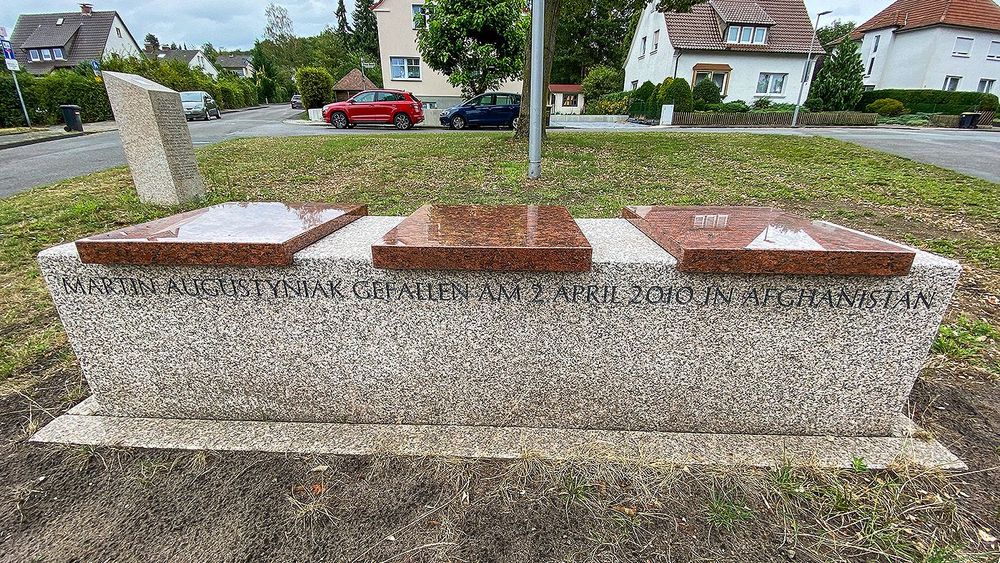 MARTIN AUGUSTYNIAK GEFALLEN AM 2 APRIL 2010 IN AFGHANISTAN